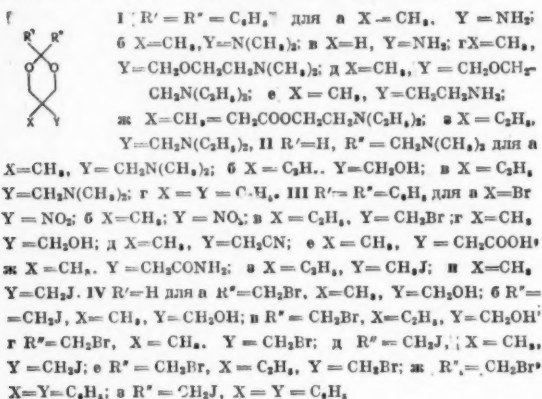 R' R"
O O
X Y
I R' = R" = C₆H₅ для а X=CH₃, Y=NH₂;
б X=CH₃, Y=N(CH₃)₂; в X=H, Y=NH₂; г X=CH₃,
Y=CH₂OCH₂CH₂N(CH₃)₂; д X=CH₃, Y=CH₂OCH₂-
CH₂N(C₂H₅)₂; е X=CH₃, Y=CH₂CH₂NH₂;
ж X=CH₃=CH₂COOCH₂CH₂N(C₂H₅)₂; з X=C₂H₅,
Y=CH₂N(C₂H₅)₂, II R'=H, R"=CH₂N(CH₃)₂ для а
X=CH₃, Y=CH₂N(CH₃)₂; б X=C₂H₅. Y=CH₂OH; в X=C₂H₅
Y=CH₂N(CH₃)₂; г X=Y=C₆H₅. III R'=R"=C₆H₅ для а X=Br
Y=NO₂; б X=CH₃; Y=NO₂; в X=C₂H₅, Y=CH₂Br; г X=CH₃
Y=CH₂OH; д X=CH₃, Y=CH₂CN; е X=CH₃, Y=CH₂COOH,
ж X=CH₃. Y=CH₂CONH₂; з X=C₂H₅, Y=CH₂J; и X=CH₃
Y=CH₂J. IV R'=H для а R"=CH₂Br, X=CH₃, Y=CH₂OH; б R"=
=CH₂J, X=CH₃, Y=CH₂OH; в R"=CH₂Br, X=C₂H₅, Y=CH₂OH,
г R"=CH₂Br, X=CH₃. Y=CH₂Br; д R"=CH₂J, X=CH₃,
Y=CH₂J; е R"=CH₂Br, X=C₂H₅, Y=CH₂Br; ж R"=CH₂Br,
X=Y=C₆H₅; з R"=CH₂J, X=Y=C₆H₅